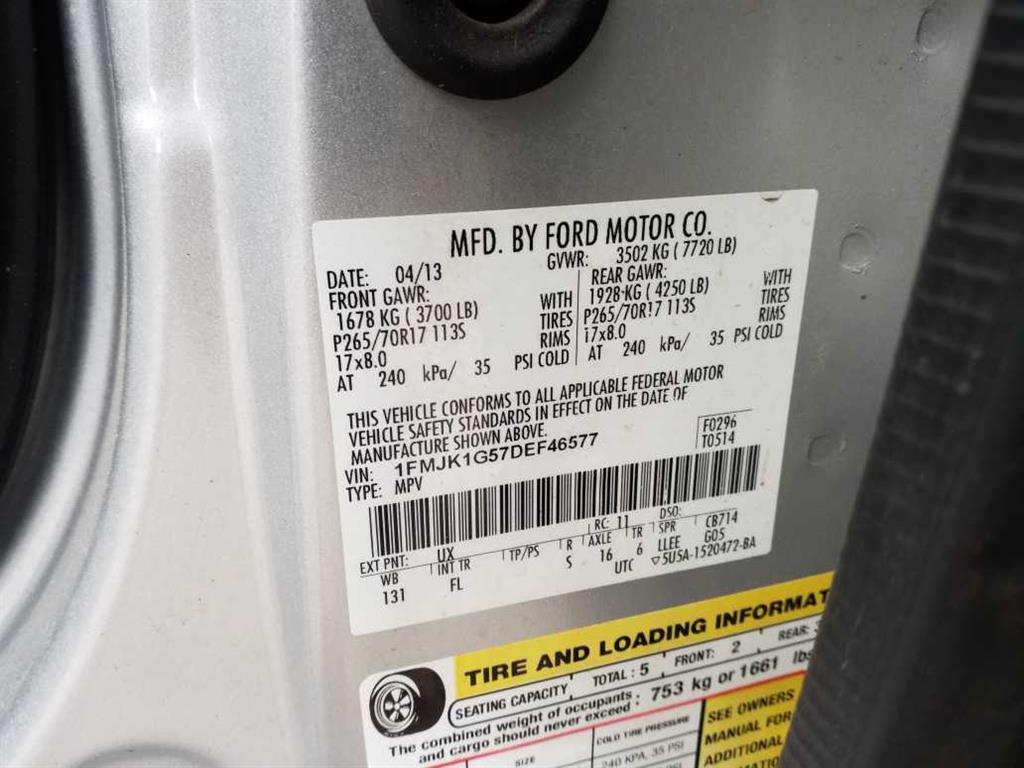 MFD. BY FORD MOTOR CO.
DATE: 04/13 GVWR: 3502 KG ( 7720 LB)
FRONT GAWR: REAR GAWR:
1678 KG ( 3700 LB) WITH 1928 KG ( 4250 LB) WITH
P265/70R17 113S TIRES P265/70R17 113S TIRES
17x8.0 RIMS 17x8.0 RIMS
AT 240 kPa/ 35 PSI COLD AT 240 kPa/ 35 PSI COLD
THIS VEHICLE CONFORMS TO ALL APPLICABLE FEDERAL MOTOR
VEHICLE SAFETY STANDARDS IN EFFECT ON THE DATE OF
MANUFACTURE SHOWN ABOVE.
F0296
T0514
VIN: 1FMJK1G57DEF46577
TYPE: MPV
EXT PNT: UX RC: 11 DSO:
WB INT TR TP/PS R AXLE TR SPR CB714
131 FL S 16 6 LLEE G05
UTC ▽5U5A-1520472-BA
TIRE AND LOADING INFORMAT
SEATING CAPACITY TOTAL : 5 FRONT: 2 REAR: 3
The combined weight of occupants
and cargo should never exceed : 753 kg or 1661 lbs
SIZE COLD TIRE PRESSURE SEE OWNERS
240 KPA, 35 PSI MANUAL FOR
ADDITIONAL